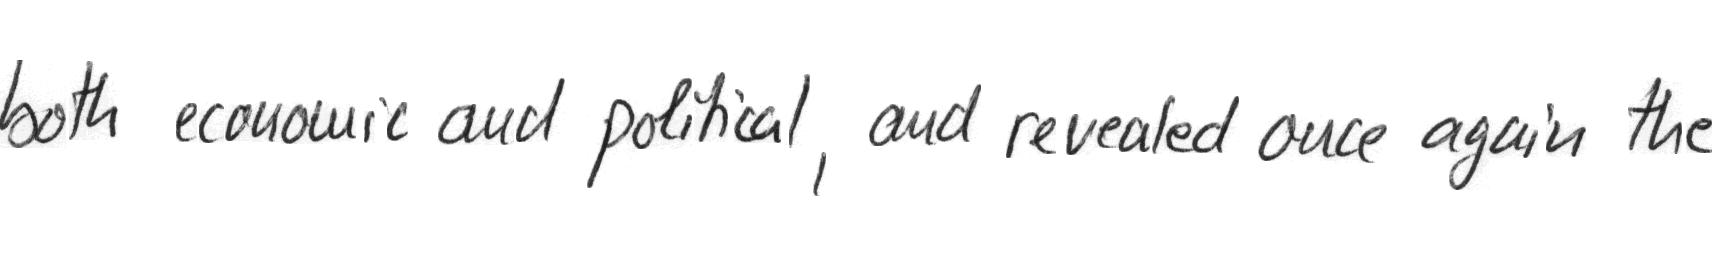 both economic and political, and revealed once again the